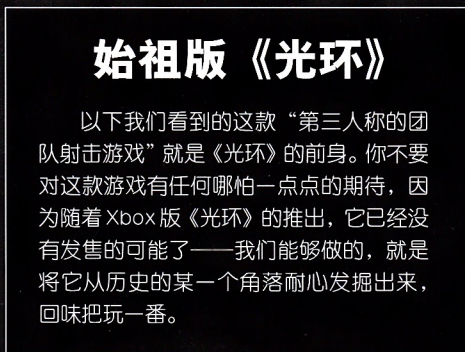 始祖版《光环》
以下我们看到的这款“第三人称的团
队射击游戏”就是《光环》的前身。你不要
对这款游戏有任何哪怕一点点的期待，因
为随着Xbox版《光环》的推出，它已经没
有发售的可能了——我们能够做的，就是
将它从历史的某一个角落耐心发掘出来，
回味把玩一番。